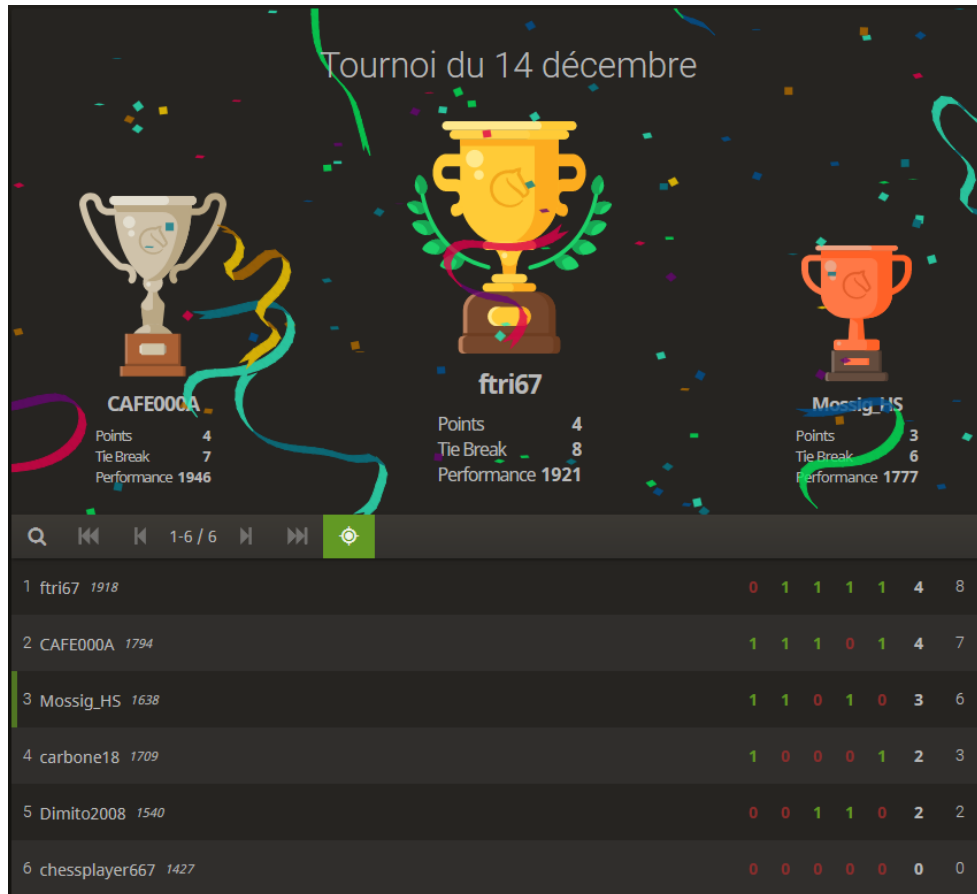 Tournoi du 14 décembre
CAFE000A
Points 4
Tie Break 7
Performance 1946
ftri67
Points 4
Tie Break 8
Performance 1921
Mossig_HS
Points 3
Tie Break 6
Performance 1777
1-6 / 6
1 ftri67 1918 0 1 1 1 1 4 8
2 CAFE000A 1794 1 1 1 0 1 4 7
3 Mossig_HS 1638 1 1 0 1 0 3 6
4 carbone18 1709 1 0 0 0 1 2 3
5 Dimito2008 1540 0 0 1 1 0 2 2
6 chessplayer667 1427 0 0 0 0 0 0 0